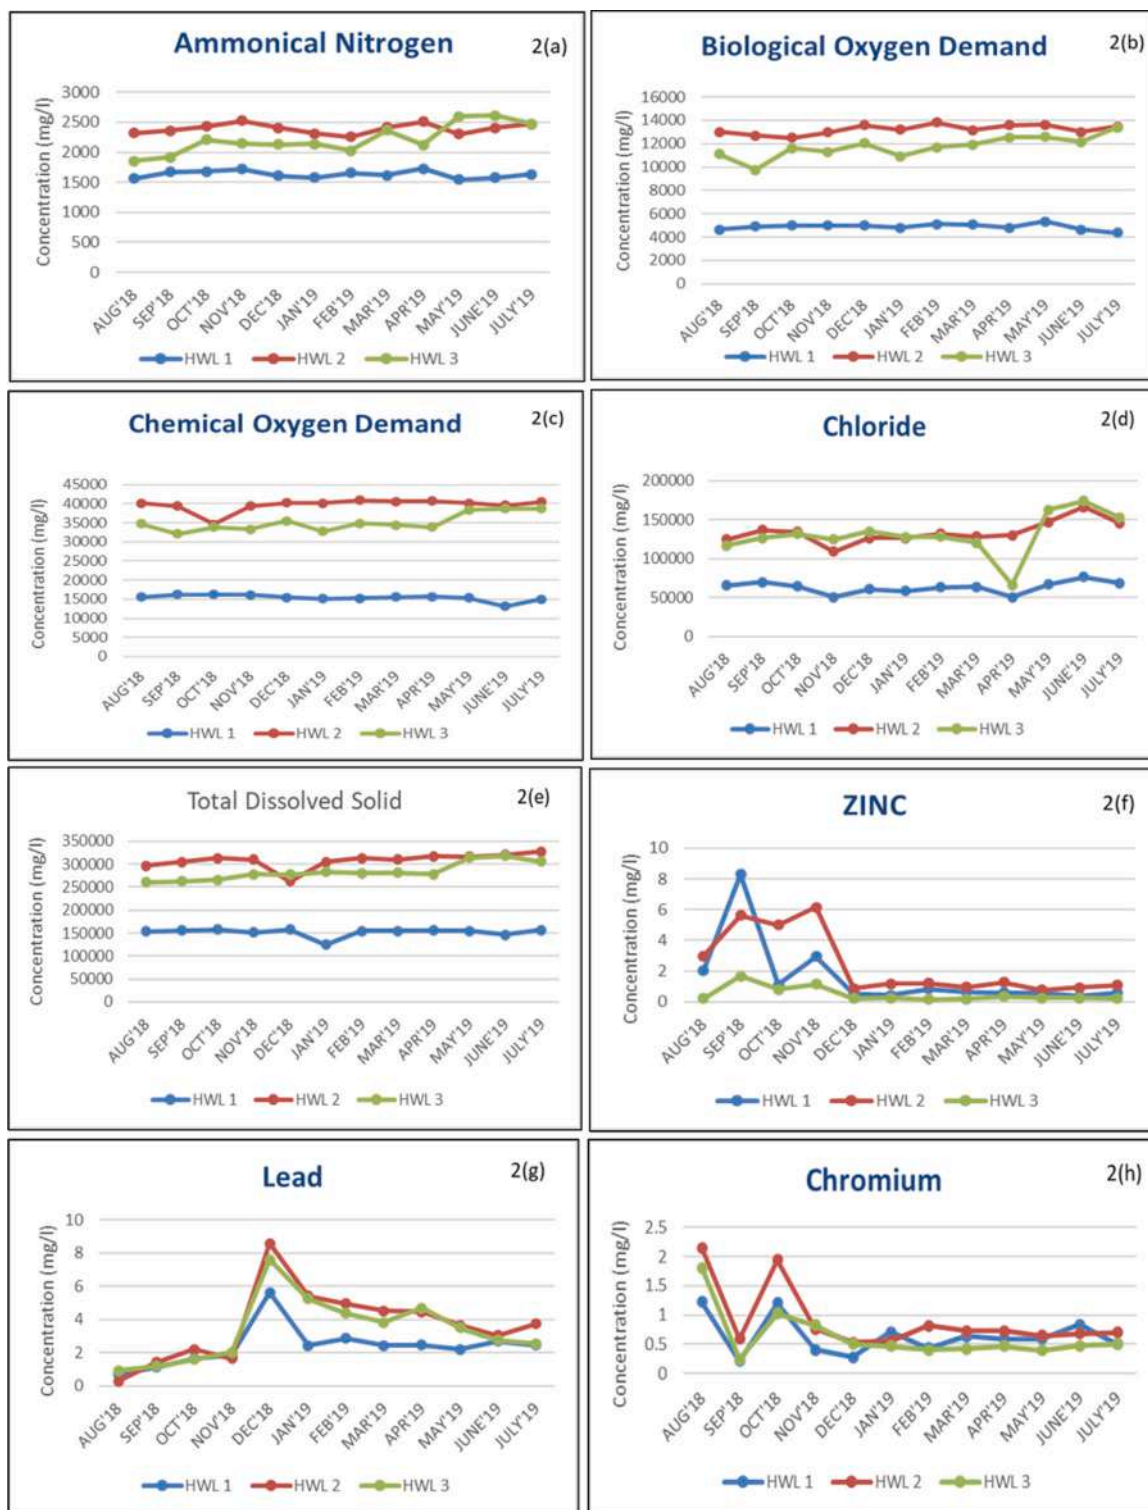 Ammonical Nitrogen 2(a)
Concentration (mg/l)
3000
2500
2000
1500
1000
500
0
AUG'18 SEP'18 OCT'18 NOV'18 DEC'18 JAN'19 FEB'19 MAR'19 APR'19 MAY'19 JUNE'19 JULY'19
HWL 1 HWL 2 HWL 3
Biological Oxygen Demand 2(b)
Concentration (mg/l)
16000
14000
12000
10000
8000
6000
4000
2000
0
AUG'18 SEP'18 OCT'18 NOV'18 DEC'18 JAN'19 FEB'19 MAR'19 APR'19 MAY'19 JUNE'19 JULY'19
HWL 1 HWL 2 HWL 3
Chemical Oxygen Demand 2(c)
Concentration (mg/l)
45000
40000
35000
30000
25000
20000
15000
10000
5000
0
AUG'18 SEP'18 OCT'18 NOV'18 DEC'18 JAN'19 FEB'19 MAR'19 APR'19 MAY'19 JUNE'19 JULY'19
HWL 1 HWL 2 HWL 3
Chloride 2(d)
Concentration (mg/l)
200000
150000
100000
50000
0
AUG'18 SEP'18 OCT'18 NOV'18 DEC'18 JAN'19 FEB'19 MAR'19 APR'19 MAY'19 JUNE'19 JULY'19
HWL 1 HWL 2 HWL 3
Total Dissolved Solid 2(e)
Concentration (mg/l)
350000
300000
250000
200000
150000
100000
50000
0
AUG'18 SEP'18 OCT'18 NOV'18 DEC'18 JAN'19 FEB'19 MAR'19 APR'19 MAY'19 JUNE'19 JULY'19
HWL 1 HWL 2 HWL 3
ZINC 2(f)
Concentration (mg/l)
10
8
6
4
2
0
AUG'18 SEP'18 OCT'18 NOV'18 DEC'18 JAN'19 FEB'19 MAR'19 APR'19 MAY'19 JUNE'19 JULY'19
HWL 1 HWL 2 HWL 3
Lead 2(g)
Concentration (mg/l)
10
8
6
4
2
0
AUG'18 SEP'18 OCT'18 NOV'18 DEC'18 JAN'19 FEB'19 MAR'19 APR'19 MAY'19 JUNE'19 JULY'19
HWL 1 HWL 2 HWL 3
Chromium 2(h)
Concentration (mg/l)
2.5
2
1.5
1
0.5
0
AUG'18 SEP'18 OCT'18 NOV'18 DEC'18 JAN'19 FEB'19 MAR'19 APR'19 MAY'19 JUNE'19 JULY'19
HWL 1 HWL 2 HWL 3